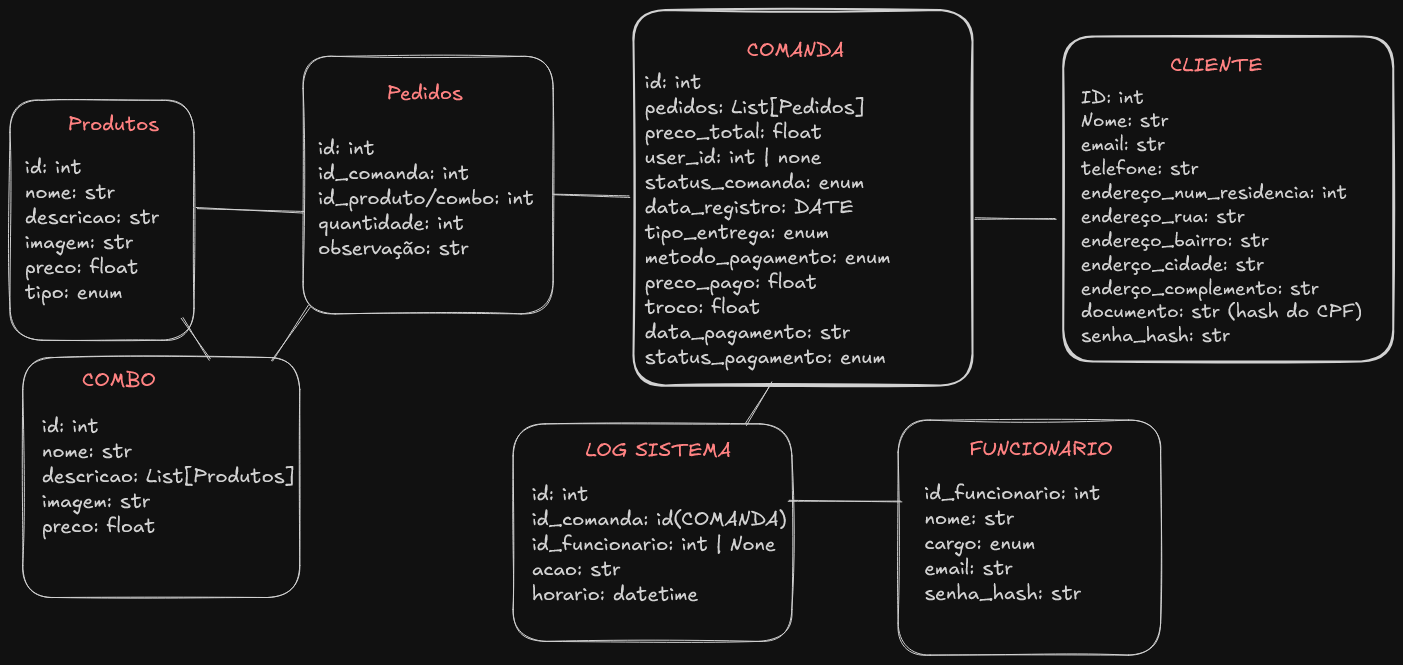 Produtos
id: int
nome: str
descricao: str
imagem: str
preco: float
tipo: enum
Pedidos
id: int
id_comanda: int
id_produto/combo: int
quantidade: int
observação: str
COMANDA
id: int
pedidos: List[Pedidos]
preco_total: float
user_id: int | none
status_comanda: enum
data_registro: DATE
tipo_entrega: enum
metodo_pagamento: enum
preco_pago: float
troco: float
data_pagamento: str
status_pagamento: enum
CLIENTE
ID: int
Nome: str
email: str
telefone: str
endereço_num_residencia: int
endereço_rua: str
endereço_bairro: str
enderço_cidade: str
enderço_complemento: str
documento: str (hash do CPF)
senha_hash: str
COMBO
id: int
nome: str
descricao: List[Produtos]
imagem: str
preco: float
LOG SISTEMA
id: int
id_comanda: id(COMANDA)
id_funcionario: int | None
acao: str
horario: datetime
FUNCIONARIO
id_funcionario: int
nome: str
cargo: enum
email: str
senha_hash: str